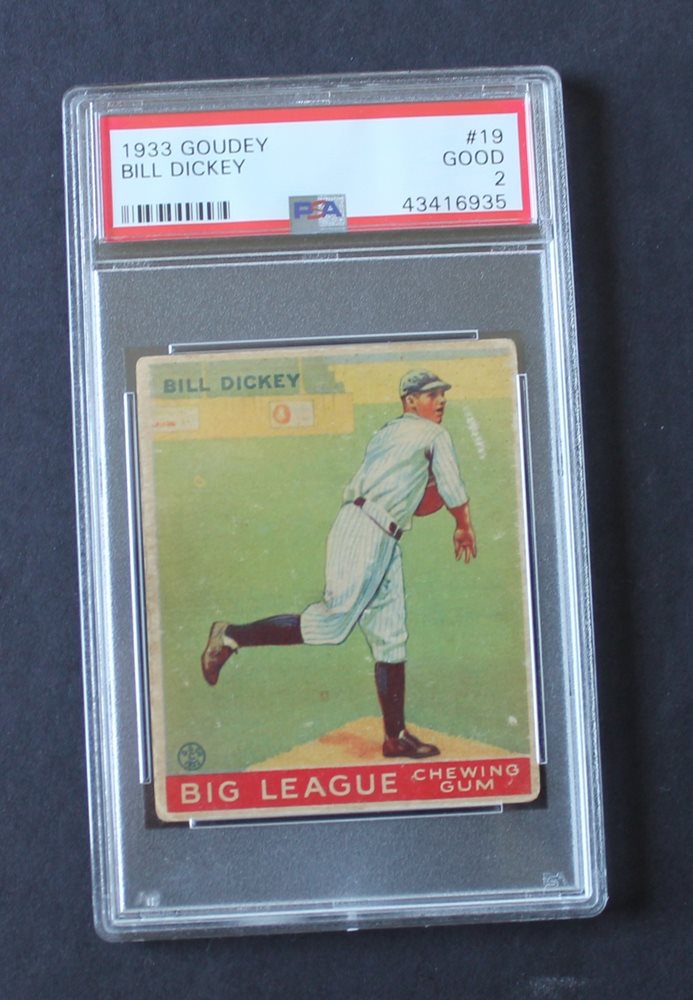 1933 GOUDEY #19
BILL DICKEY GOOD
2
PSA 43416935
BILL DICKEY
BIG LEAGUE CHEWING GUM